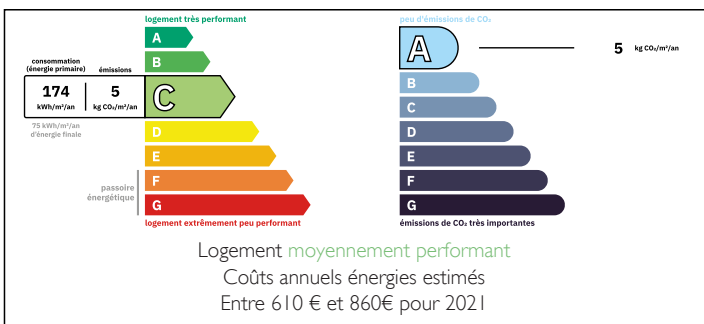 logement très performant
A
B
consommation
(énergie primaire)
émissions
174
kWh/m²/an
5
kg CO₂/m²/an
C
75 kWh/m²/an
d'énergie finale
D
E
F
G
passoire
énergétique
logement extrêmement peu performant
peu d'émissions de CO₂
A
5 kg CO₂/m²/an
B
C
D
E
F
G
émissions de CO₂ très importantes
Logement moyennement performant
Coûts annuels énergies estimés
Entre 610 € et 860€ pour 2021